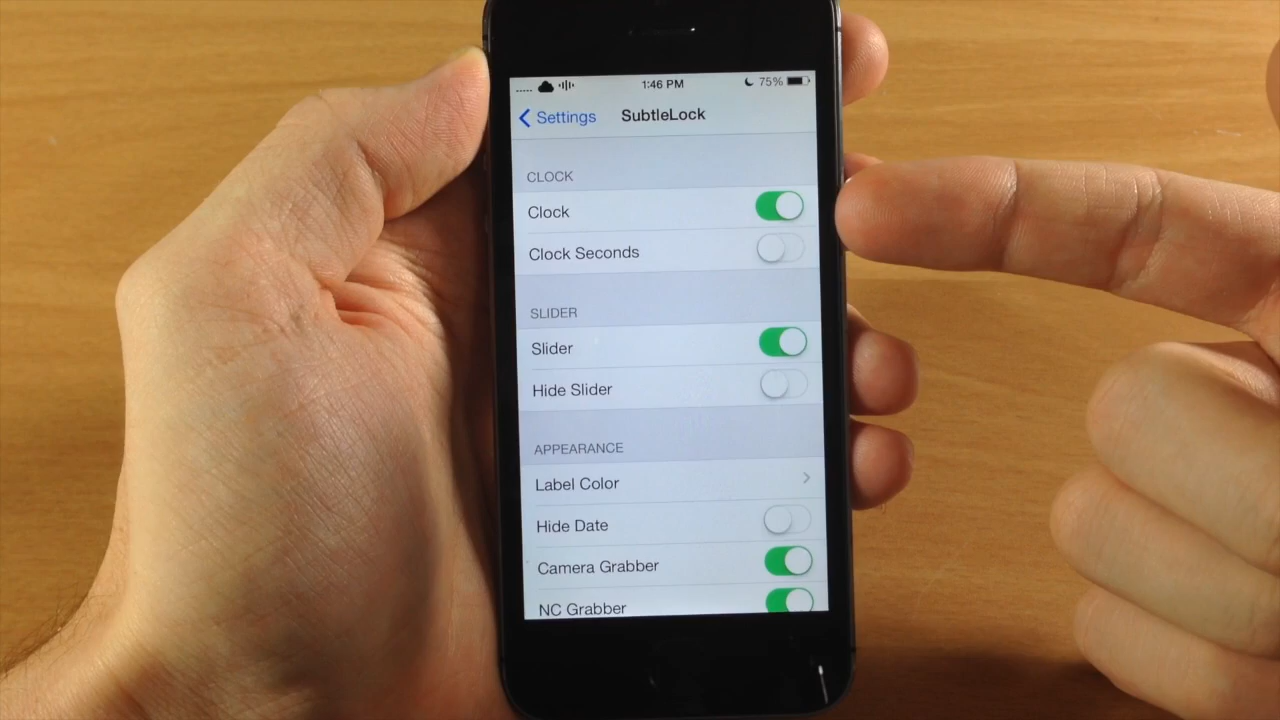 1:46 PM 75%
Settings SubtleLock
CLOCK
Clock
Clock Seconds
SLIDER
Slider
Hide Slider
APPEARANCE
Label Color
Hide Date
Camera Grabber
NC Grabber